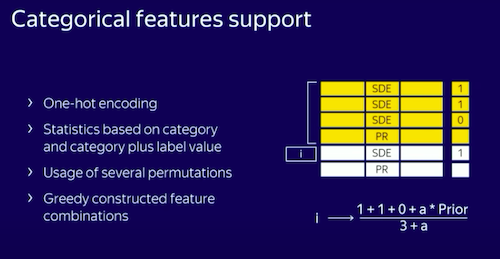 Categorical features support
› One-hot encoding
› Statistics based on category
and category plus label value
› Usage of several permutations
› Greedy constructed feature
combinations
SDE 1
SDE 1
SDE 0
PR
i SDE 1
PR
i → 1 + 1 + 0 + a * Prior
3 + a